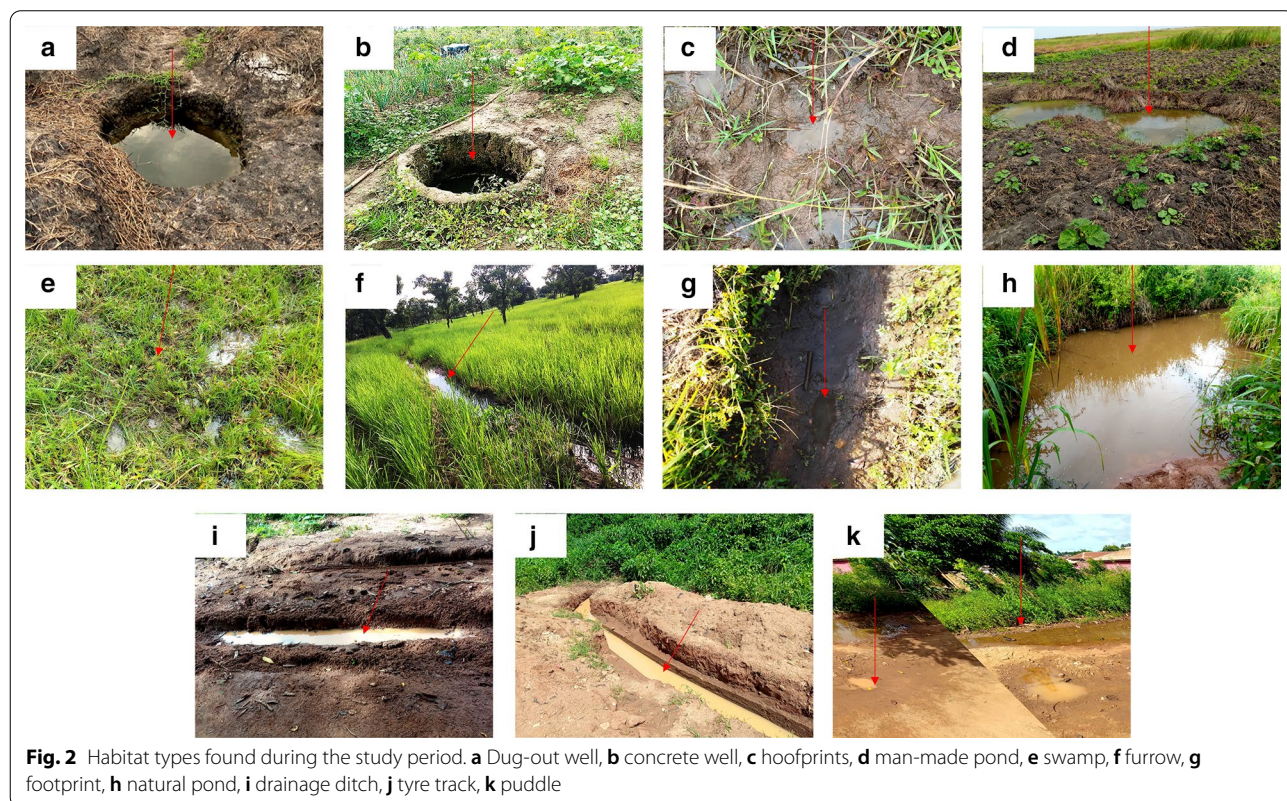 a
b
c
d
e
f
g
h
i
j
k
Fig. 2 Habitat types found during the study period. a Dug-out well, b concrete well, c hoofprints, d man-made pond, e swamp, f furrow, g
footprint, h natural pond, i drainage ditch, j tyre track, k puddle